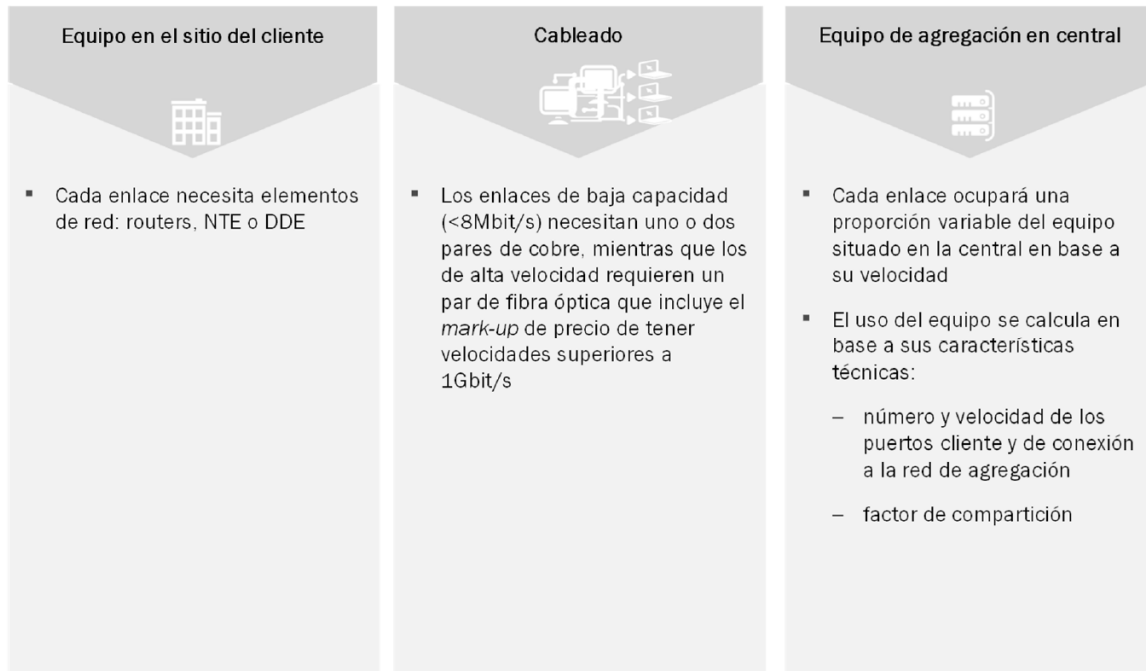 Equipo en el sitio del cliente
▪ Cada enlace necesita elementos
de red: routers, NTE o DDE
Cableado
▪ Los enlaces de baja capacidad
(<8Mbit/s) necesitan uno o dos
pares de cobre, mientras que los
de alta velocidad requieren un
par de fibra óptica que incluye el
mark-up de precio de tener
velocidades superiores a
1Gbit/s
Equipo de agregación en central
▪ Cada enlace ocupará una
proporción variable del equipo
situado en la central en base a
su velocidad
▪ El uso del equipo se calcula en
base a sus características
técnicas:
– número y velocidad de los
puertos cliente y de conexión
a la red de agregación
– factor de compartición